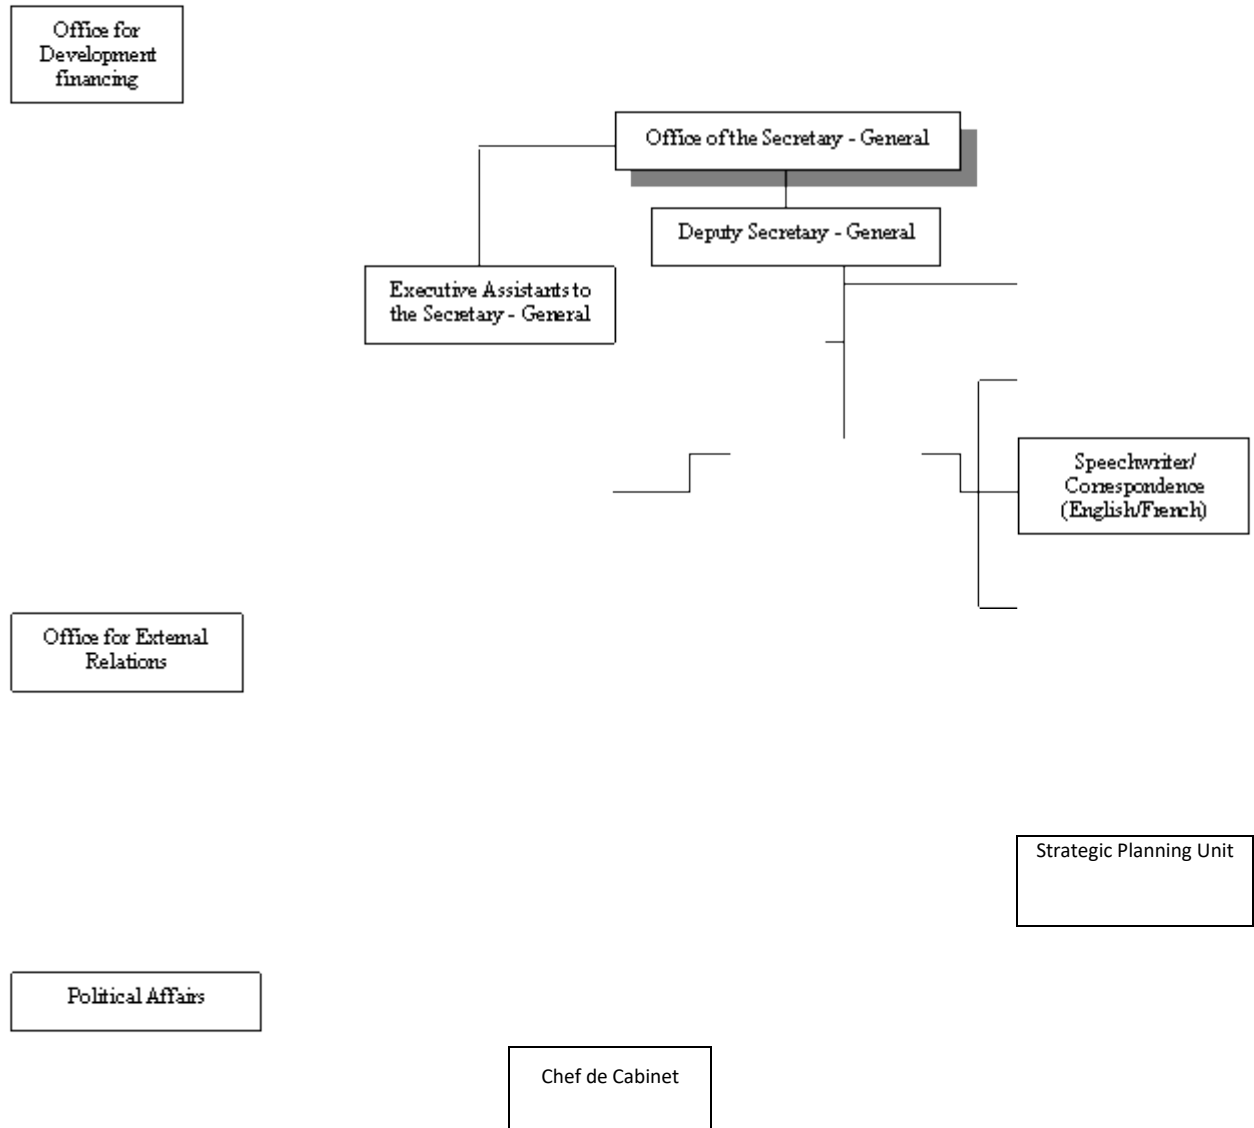 Office for
Development
financing
Office of the Secretary - General
Deputy Secretary - General
Executive Assistants to
the Secretary - General
Speechwriter/
Correspondence
(English/French)
Office for External
Relations
Strategic Planning Unit
Political Affairs
Chef de Cabinet